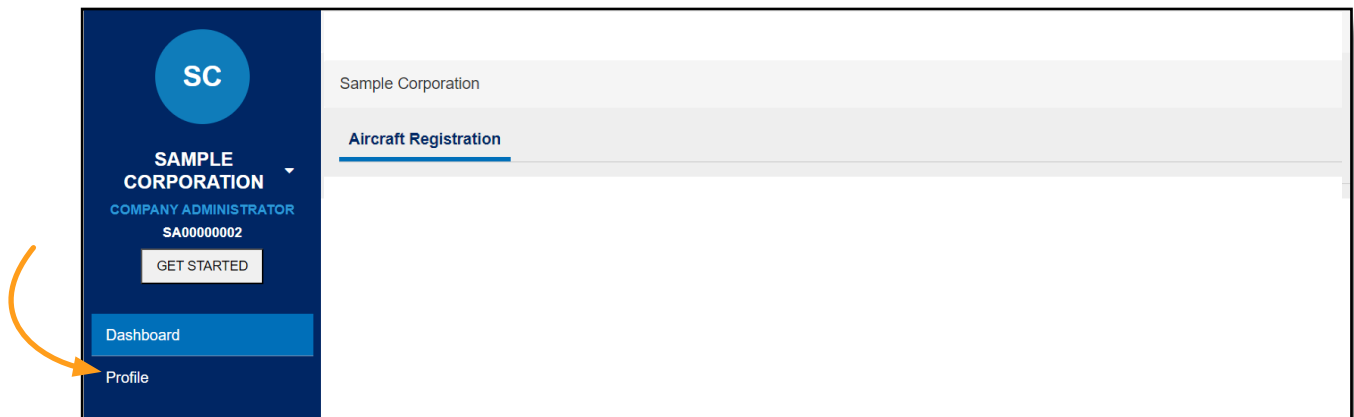 SC
SAMPLE
CORPORATION
COMPANY ADMINISTRATOR
SA00000002
GET STARTED
Dashboard
Profile
Sample Corporation
Aircraft Registration